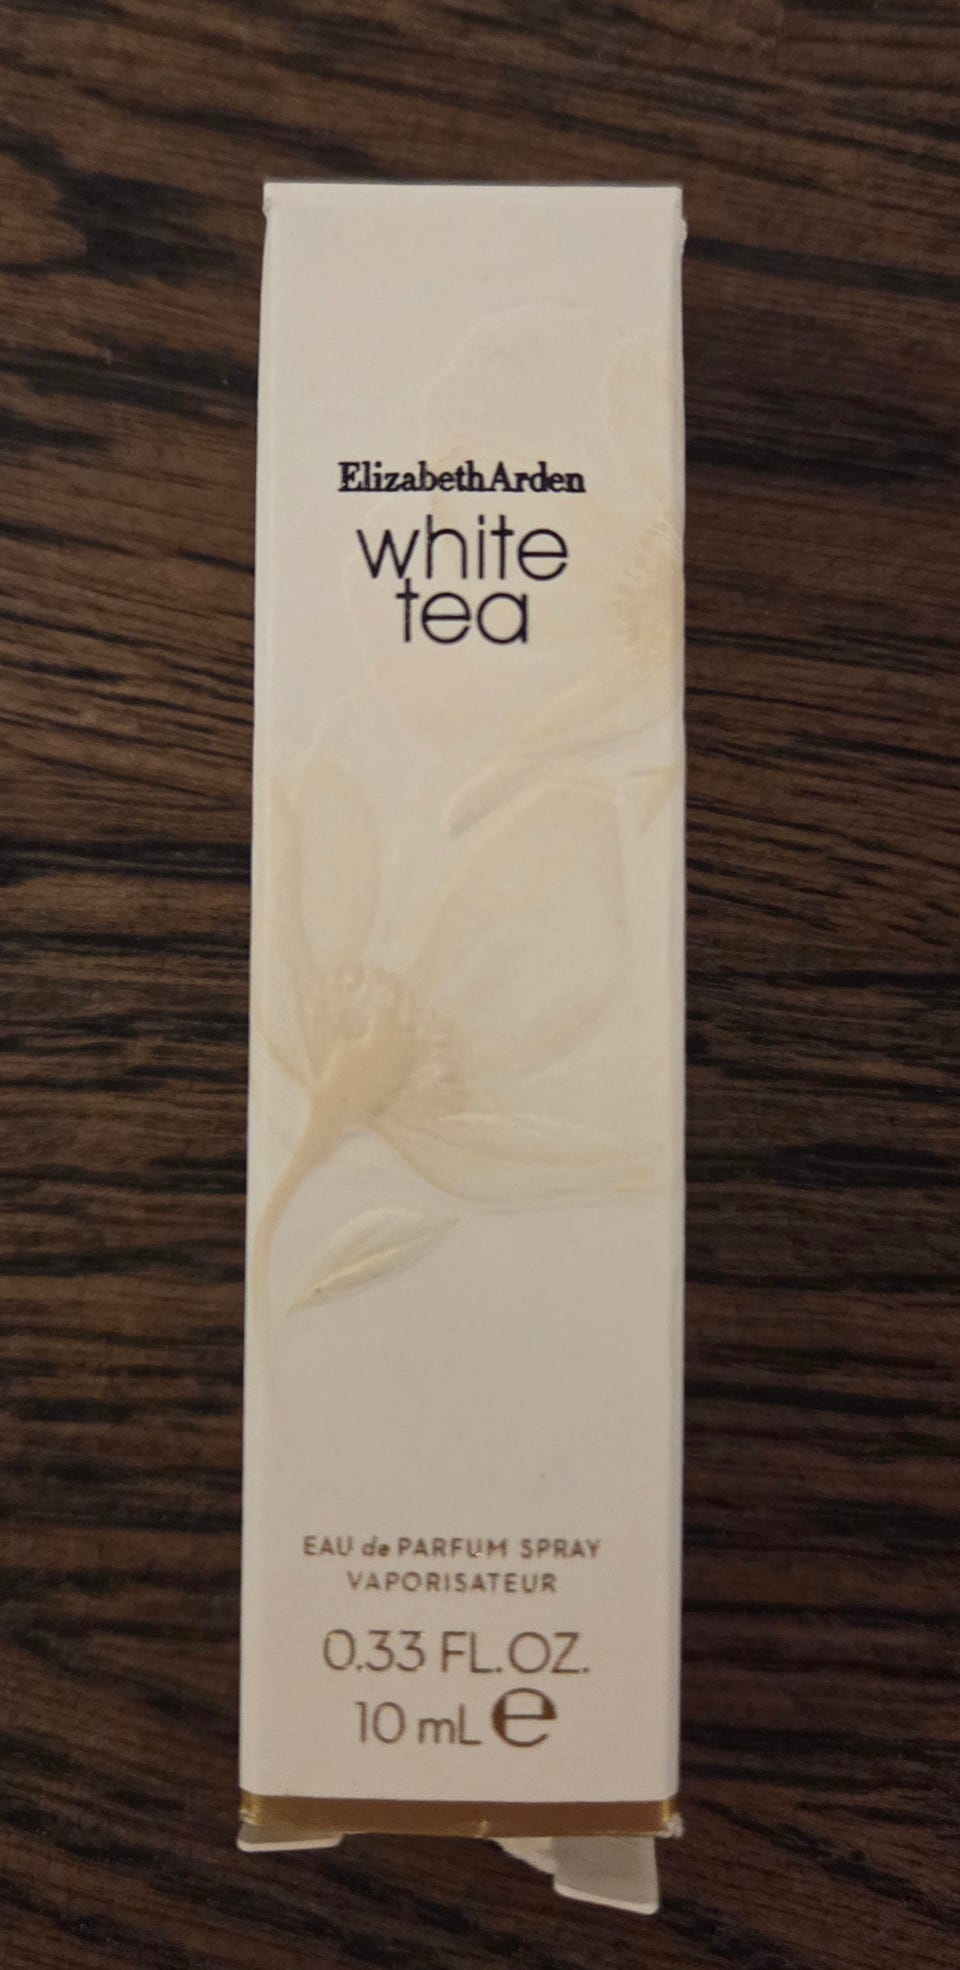 ElizabethArden
white
tea
EAU de PARFUM SPRAY
VAPORISATEUR
0.33 FL.OZ.
10 mL e